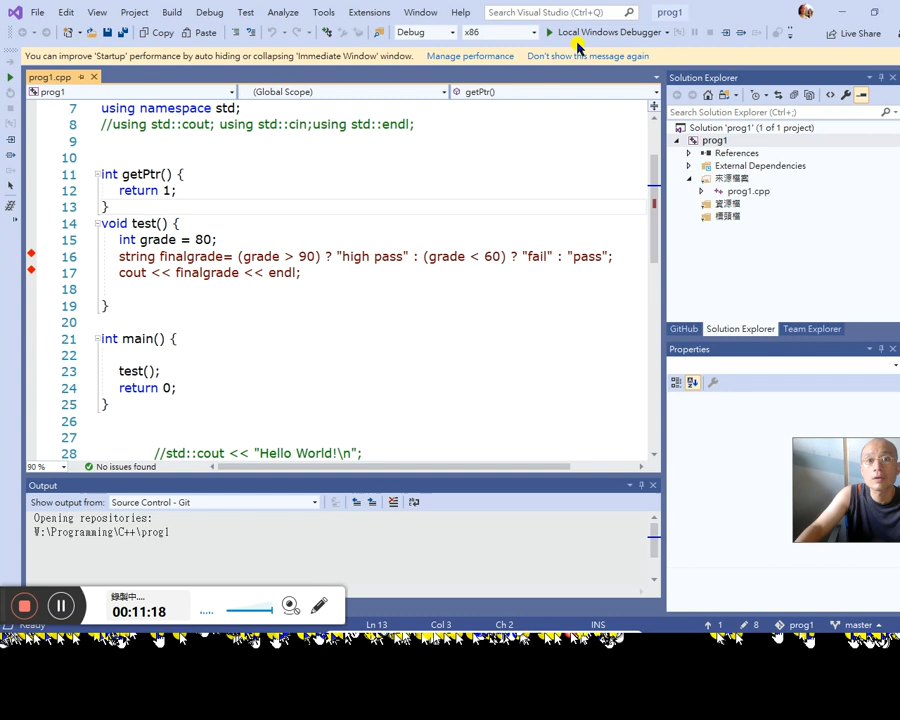 File Edit View Project Build Debug Test Analyze Tools Extensions Window Help Search Visual Studio (Ctrl+Q) prog1
Copy Paste Debug x86 Local Windows Debugger Live Share
You can improve 'Startup' performance by auto hiding or collapsing 'Immediate Window' window. Manage performance Don't show this message again
prog1.cpp
prog1 (Global Scope) getPtr()
7 using namespace std;
8 //using std::cout; using std::cin;using std::endl;
9
10
11 int getPtr() {
12 return 1;
13 }
14 void test() {
15 int grade = 80;
16 string finalgrade= (grade > 90) ? "high pass" : (grade < 60) ? "fail" : "pass";
17 cout << finalgrade << endl;
18
19 }
20
21 int main() {
22
23 test();
24 return 0;
25 }
26
27
28 //std::cout << "Hello World!\n";
90 % No issues found
Output
Show output from: Source Control - Git
Opening repositories:
W:\Programming\C++\prog1
Solution Explorer
Search Solution Explorer (Ctrl+;)
Solution 'prog1' (1 of 1 project)
prog1
References
External Dependencies
來源檔案
prog1.cpp
資源檔
標頭檔
GitHub Solution Explorer Team Explorer
Properties
錄製中....
00:11:18
Ready Ln 13 Col 3 Ch 2 INS 1 8 prog1 master